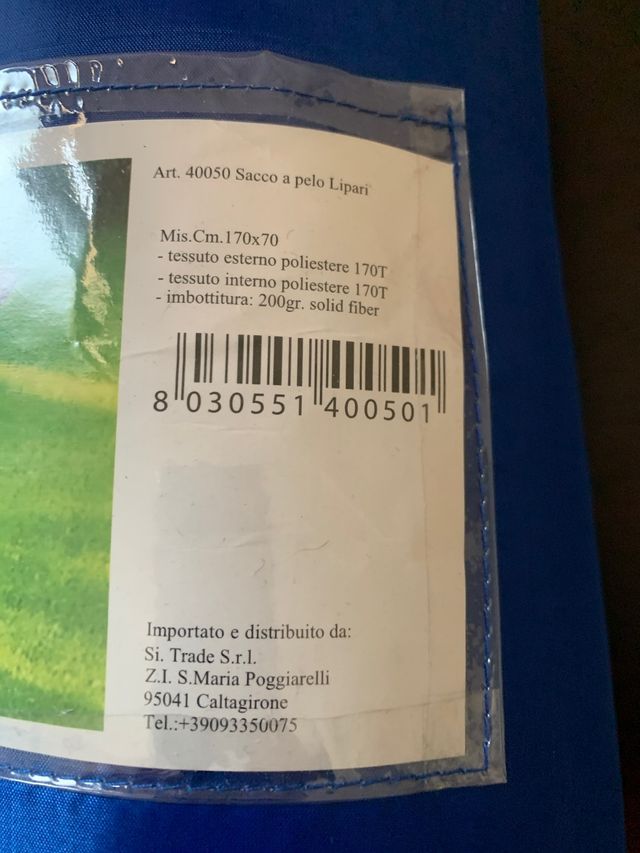 Art. 40050 Sacco a pelo Lipari
Mis.Cm.170x70
- tessuto esterno poliestere 170T
- tessuto interno poliestere 170T
- imbottitura: 200gr. solid fiber
8 030551 400501
Importato e distribuito da:
Si. Trade S.r.l.
Z.I. S.Maria Poggiarelli
95041 Caltagirone
Tel.:+39093350075